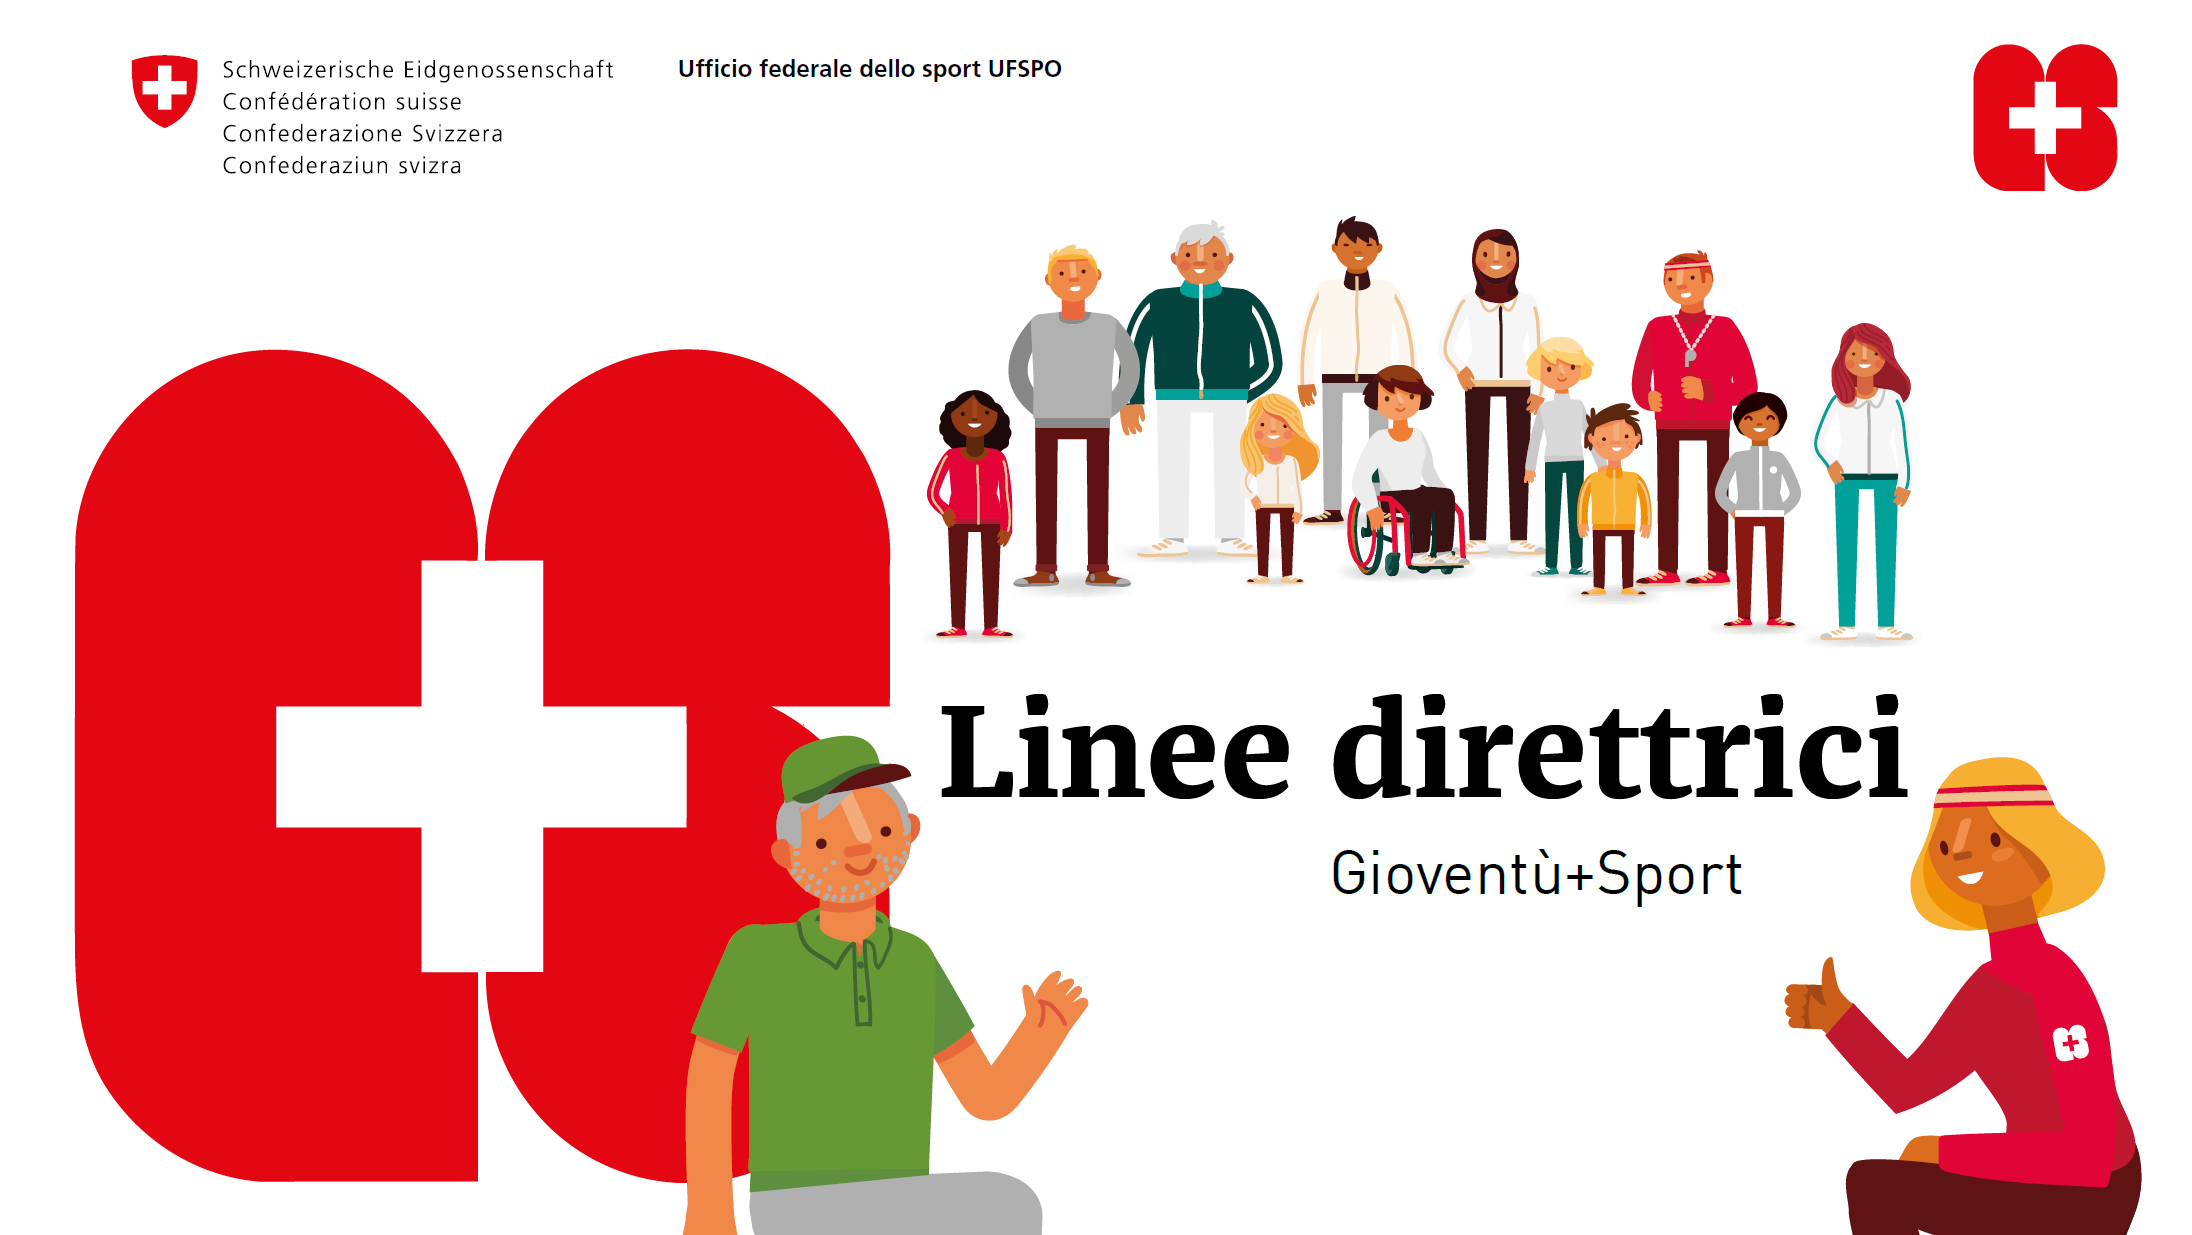 Schweizerische Eidgenossenschaft
Confédération suisse
Confederazione Svizzera
Confederaziun svizra
Ufficio federale dello sport UFSPO
Linee direttrici
Gioventù+Sport